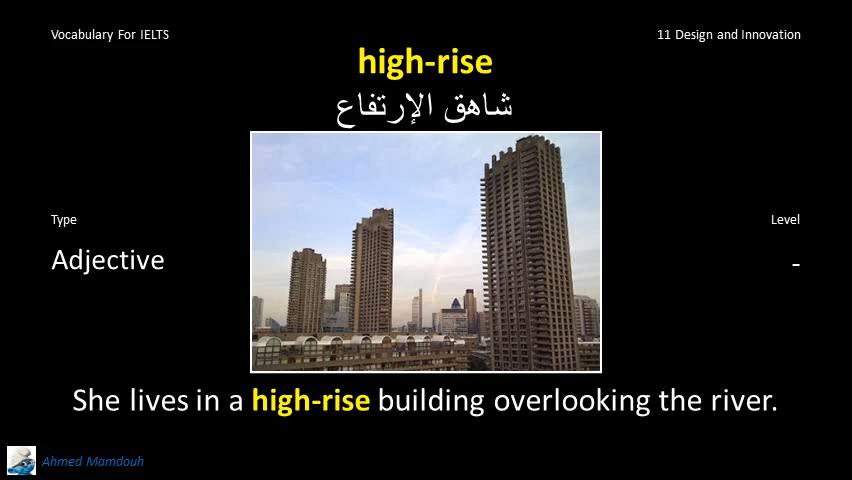 Vocabulary For IELTS
11 Design and Innovation
high-rise
شاهق الإرتفاع
Type
Level
Adjective
-
She lives in a high-rise building overlooking the river.
Ahmed Mamdouh